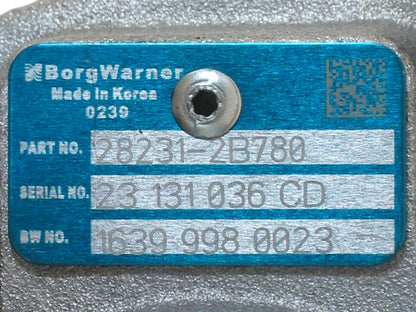 BorgWarner
Made in Korea
0239
PART NO. 28231-2B780
SERIAL NO. 23 131 036 CD
BW NO. 1639 998 0023